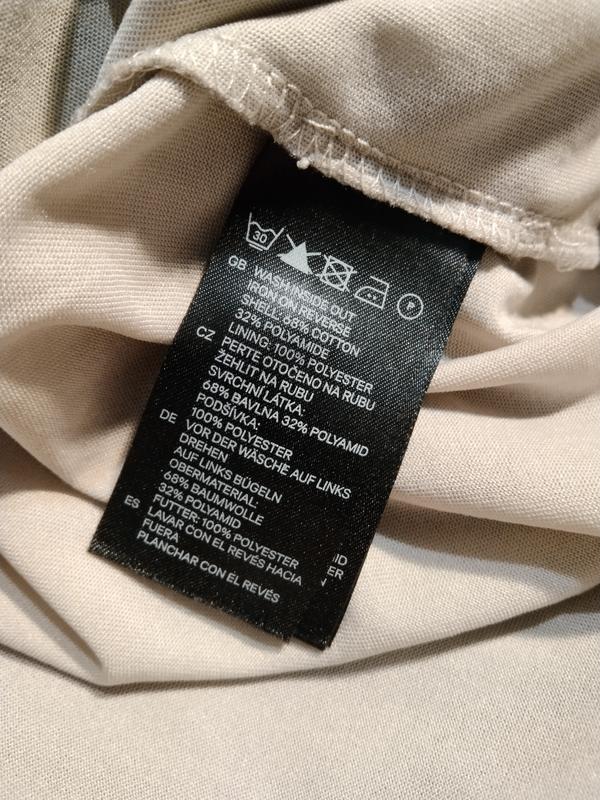 30
P
GB WASH INSIDE OUT
IRON ON REVERSE
SHELL: 68% COTTON
32% POLYAMIDE
LINING: 100% POLYESTER
CZ PERTE OTOČENO NA RUBU
ŽEHLIT NA RUBU
SVRCHNÍ LÁTKA:
68% BAVLNA 32% POLYAMID
PODŠÍVKA:
100% POLYESTER
DE VOR DER WÄSCHE AUF LINKS
DREHEN
AUF LINKS BÜGELN
OBERMATERIAL:
68% BAUMWOLLE
32% POLYAMID
FUTTER: 100% POLYESTER
ES LAVAR CON EL REVÉS HACIA
FUERA
PLANCHAR CON EL REVÉS